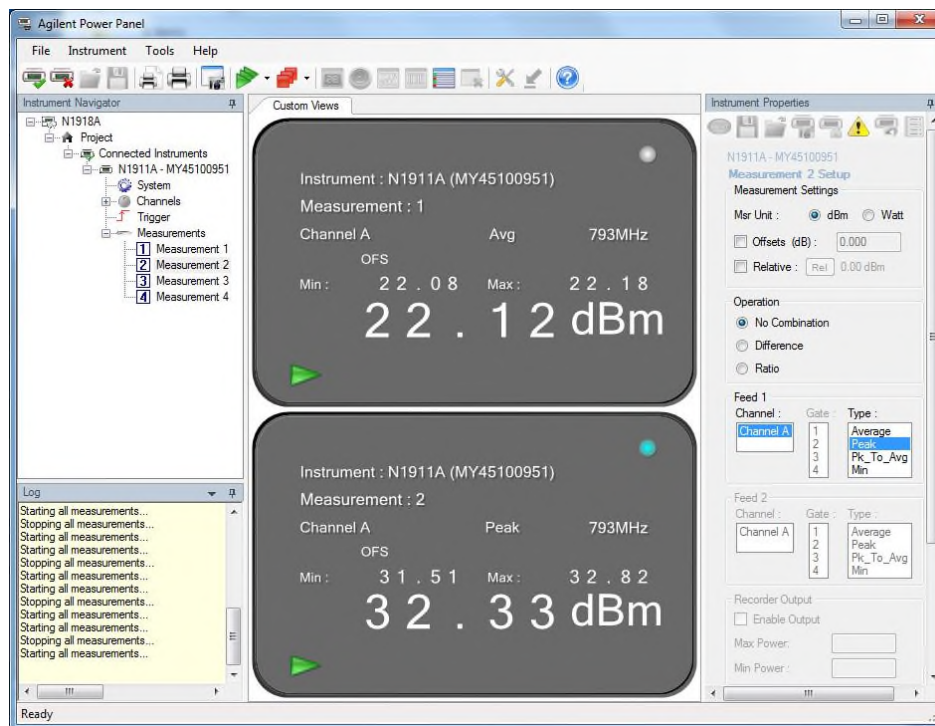 Agilent Power Panel
File Instrument Tools Help
Instrument Navigator
N1918A
Project
Connected Instruments
N1911A - MY45100951
System
Channels
Trigger
Measurements
1 Measurement 1
2 Measurement 2
3 Measurement 3
4 Measurement 4
Log
Starting all measurements...
Stopping all measurements...
Starting all measurements...
Stopping all measurements...
Stopping all measurements...
Starting all measurements...
Starting all measurements...
Stopping all measurements...
Starting all measurements...
Starting all measurements...
Stopping all measurements...
Starting all measurements...
Custom Views
Instrument : N1911A (MY45100951)
Measurement : 1
Channel A Avg 793MHz
OFS
Min : 22.08 Max : 22.18
22.12 dBm
Instrument : N1911A (MY45100951)
Measurement : 2
Channel A Peak 793MHz
OFS
Min : 31.51 Max : 32.82
32.33 dBm
Instrument Properties
N1911A - MY45100951
Measurement 2 Setup
Measurement Settings
Msr Unit : dBm Watt
Offsets (dB) : 0.000
Relative : Rel 0.00 dBm
Operation
No Combination
Difference
Ratio
Feed 1
Channel : Gate : Type :
Channel A 1 Average
2 Peak
3 Pk_To_Avg
4 Min
Feed 2
Channel : Gate : Type :
Channel A 1 Average
2 Peak
3 Pk_To_Avg
4 Min
Recorder Output
Enable Output
Max Power:
Min Power :
Ready